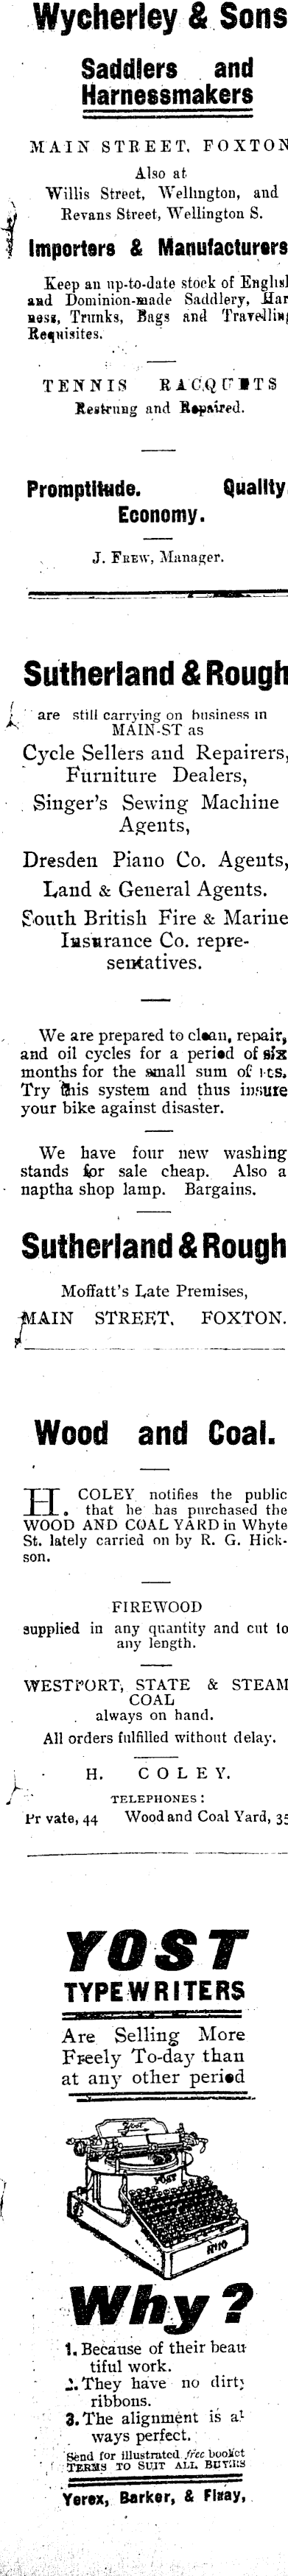 Wycherley & Sons
Saddlers and
Harnessmakers
MAIN STREET, FOXTON
Also at
Willis Street, Wellington, and
Revans Street, Wellington S.
Importers & Manufacturers
Keep an up-to-date stock of Englis
and Dominion-made Saddlery, Har
ness, Trunks, Bags and Travellin
Requisites.
TENNIS RACQUETS
Restrung and Repaired.
Promptitude. Quality
Economy.
J. FREW, Manager.
Sutherland & Rough
are still carrying on business in
MAIN-ST as
Cycle Sellers and Repairers,
Furniture Dealers,
Singer's Sewing Machine
Agents,
Dresden Piano Co. Agents,
Land & General Agents.
South British Fire & Marine
Insurance Co. repre-
sentatives.
We are prepared to clean, repair,
and oil cycles for a period of six
months for the small sum of
Try this system and thus insure
your bike against disaster.
We have four new washing
stands for sale cheap. Also a
naptha shop lamp. Bargains.
Sutherland & Rough
Moffatt's Late Premises,
MAIN STREET, FOXTON.
Wood and Coal.
H. COLEY notifies the public
that he has purchased the
WOOD AND COAL YARD in Whyte
St. lately carried on by R. G. Hick-
son.
FIREWOOD
supplied in any quantity and cut to
any length.
WESTPORT, STATE & STEAM
COAL
always on hand.
All orders fulfilled without delay.
H. COLEY.
TELEPHONES:
Pr vate, 44 Wood and Coal Yard, 35
YOST
TYPEWRITERS
Are Selling More
Freely To-day than
at any other period
YOST
Nº10
Why?
1. Because of their beau
tiful work.
2. They have no dirty
ribbons.
3. The alignment is al
ways perfect.
Send for illustrated free booklet
TERMS TO SUIT ALL BUYERS
Yerex, Barker, & Finay,